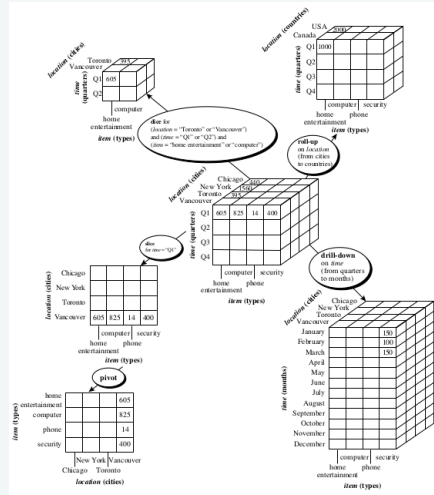 location (countries)
USA 2000
Canada
Q1 1000
Q2
Q3
Q4
time (quarters)
computer security
home phone
entertainment
item (types)
location (cities)
Toronto 395
Vancouver
Q1 605
Q2
time (quarters)
computer
home
entertainment
item (types)
dice for
(location = "Toronto" or "Vancouver")
and (time = "Q1" or "Q2") and
(item = "home entertainment" or "computer")
roll-up
on location
(from cities
to countries)
location (cities)
Chicago 440
New York 1560
Toronto 395
Vancouver
Q1 605 825 14 400
Q2
Q3
Q4
time (quarters)
computer security
home phone
entertainment
item (types)
slice
for time = "Q1"
drill-down
on time
(from quarters
to months)
location (cities)
Chicago
New York
Toronto
Vancouver 605 825 14 400
computer security
home phone
entertainment
item (types)
pivot
item (types)
home
entertainment 605
computer 825
phone 14
security 400
New York Vancouver
Chicago Toronto
location (cities)
location (cities)
Chicago
New York
Toronto
Vancouver
January 150
February 100
March 150
April
May
June
July
August
September
October
November
December
time (months)
computer security
home phone
entertainment
item (types)